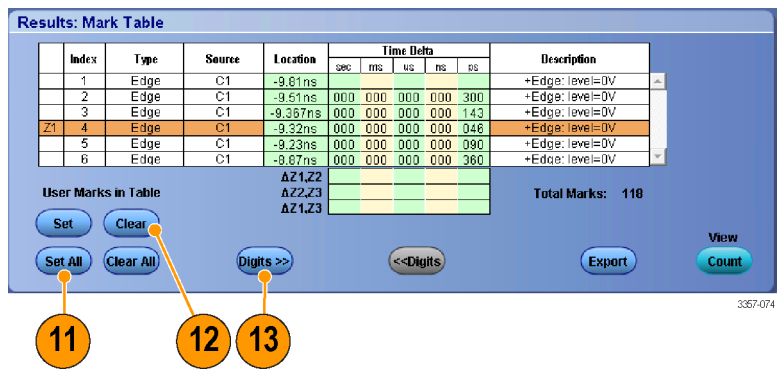 Results: Mark Table
Index Type Source Location Time Delta Description
sec ms us ns ps
1 Edge C1 -9.81ns +Edge: level=0V
2 Edge C1 -9.51ns 000 000 000 000 300 +Edge: level=0V
3 Edge C1 -9.367ns 000 000 000 000 143 +Edge: level=0V
Z1 4 Edge C1 -9.32ns 000 000 000 000 046 +Edge: level=0V
5 Edge C1 -9.23ns 000 000 000 000 090 +Edge: level=0V
6 Edge C1 -8.87ns 000 000 000 000 360 +Edge: level=0V
ΔZ1,Z2
User Marks in Table ΔZ2,Z3 Total Marks: 118
ΔZ1,Z3
Set Clear
View
Set All Clear All Digits >> <<Digits Export Count
3357-074
11 12 13